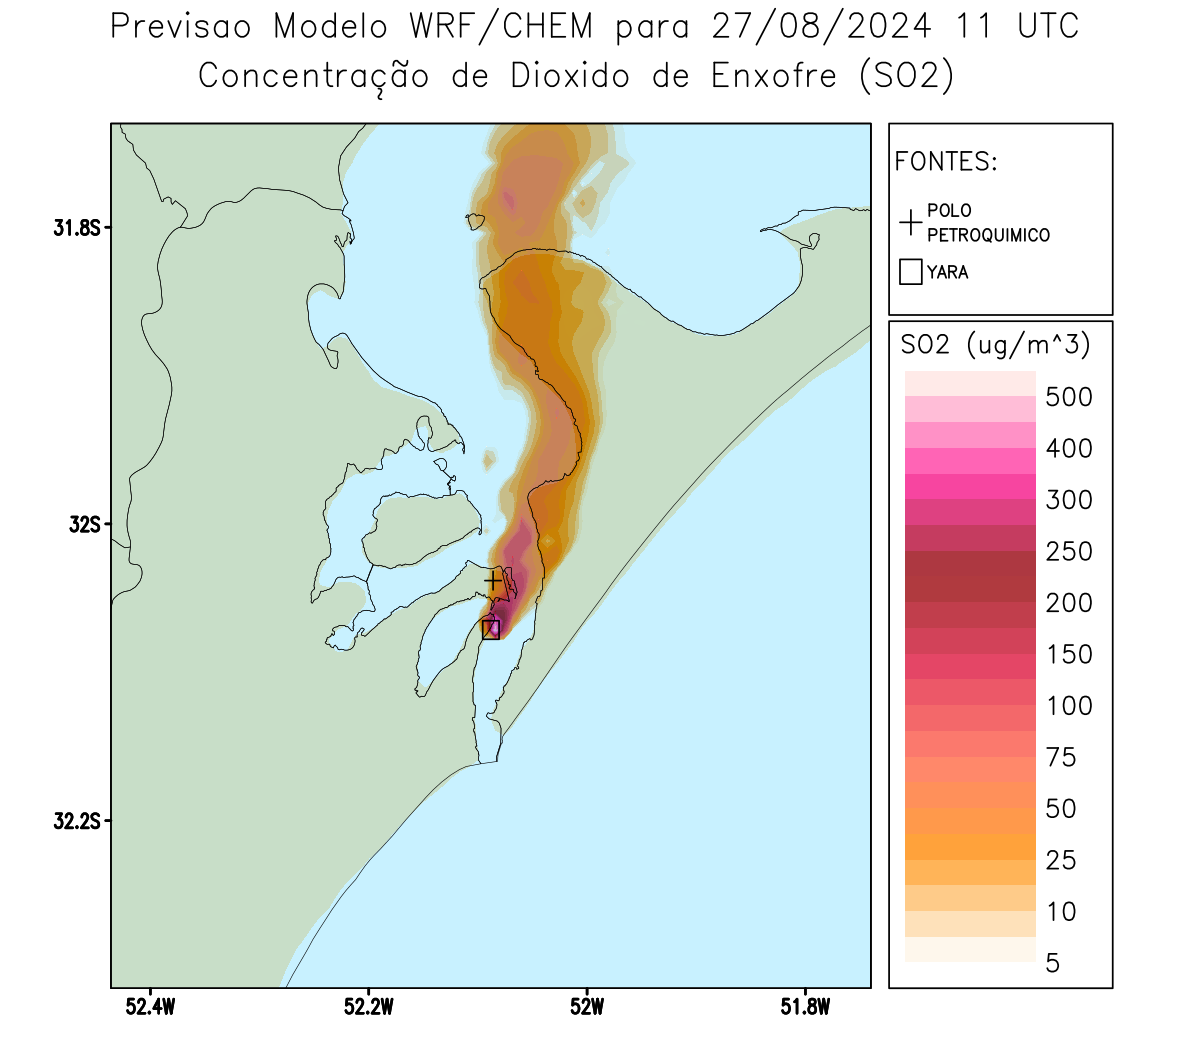 Previsao Modelo WRF/CHEM para 27/08/2024 11 UTC
Concentração de Dioxido de Enxofre (SO2)
FONTES:
POLO
PETROQUIMICO
YARA
SO2 (ug/m^3)
500
400
300
250
200
150
100
75
50
25
10
5
31.8S
32S
32.2S
52.4W
52.2W
52W
51.8W